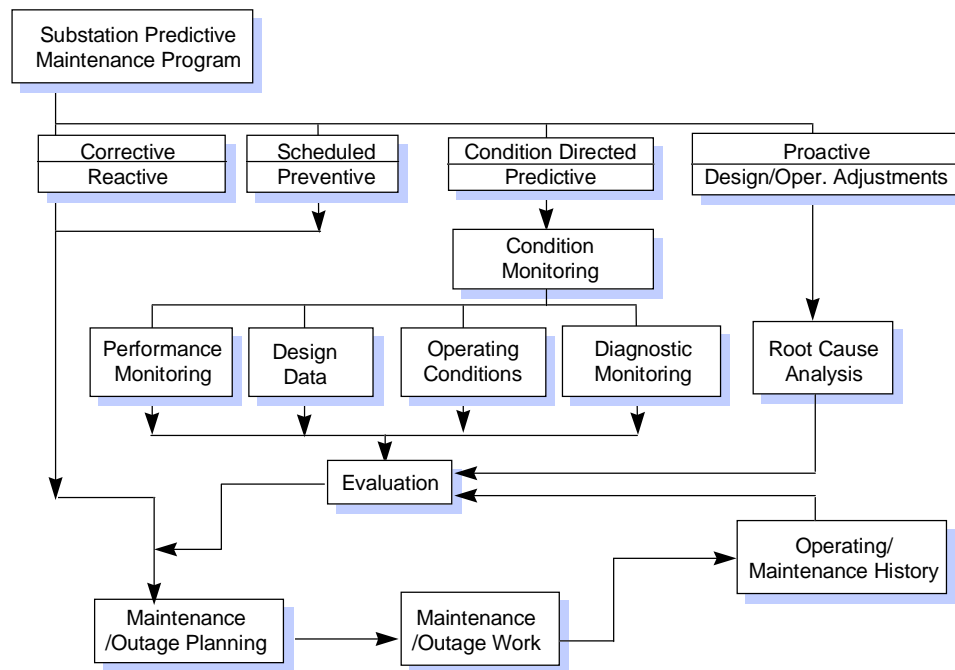 Substation Predictive
Maintenance Program
Corrective
Reactive
Scheduled
Preventive
Condition Directed
Predictive
Proactive
Design/Oper. Adjustments
Condition
Monitoring
Performance
Monitoring
Design
Data
Operating
Conditions
Diagnostic
Monitoring
Root Cause
Analysis
Evaluation
Operating/
Maintenance History
Maintenance
/Outage Planning
Maintenance
/Outage Work